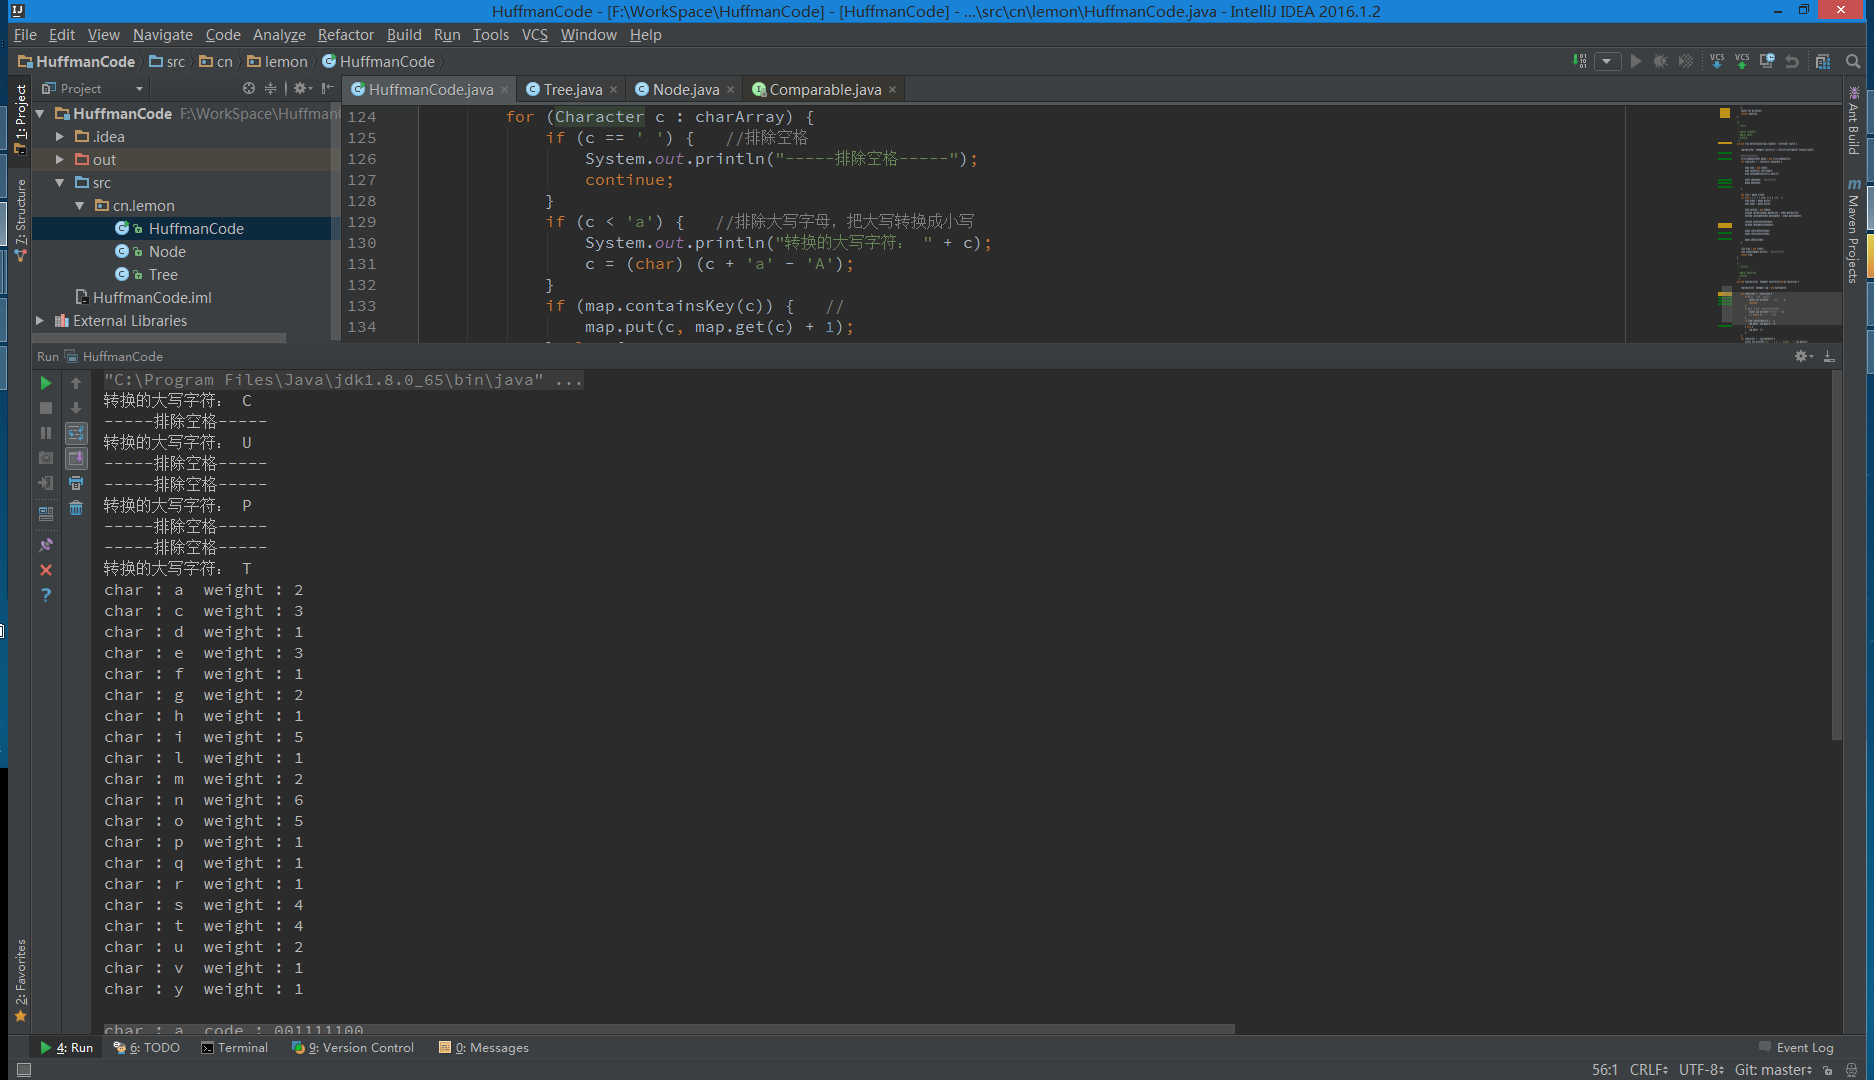 HuffmanCode - [F:\WorkSpace\HuffmanCode] - [HuffmanCode] - ...\src\cn\lemon\HuffmanCode.java - IntelliJ IDEA 2016.1.2
File Edit View Navigate Code Analyze Refactor Build Run Tools VCS Window Help
HuffmanCode src cn lemon HuffmanCode
Project HuffmanCode.java Tree.java Node.java Comparable.java
HuffmanCode F:\WorkSpace\Huffman
.idea
out
src
cn.lemon
HuffmanCode
Node
Tree
HuffmanCode.iml
External Libraries
124 for (Character c : charArray) {
125 if (c == ' ') { //排除空格
126 System.out.println("-----排除空格-----");
127 continue;
128 }
129 if (c < 'a') { //排除大写字母，把大写转换成小写
130 System.out.println("转换的大写字符： " + c);
131 c = (char) (c + 'a' - 'A');
132 }
133 if (map.containsKey(c)) { //
134 map.put(c, map.get(c) + 1);
1: Project
7: Structure
2: Favorites
Ant Build
Maven Projects
Run HuffmanCode
"C:\Program Files\Java\jdk1.8.0_65\bin\java" ...
转换的大写字符： C
-----排除空格-----
转换的大写字符： U
-----排除空格-----
-----排除空格-----
转换的大写字符： P
-----排除空格-----
-----排除空格-----
转换的大写字符： T
char : a weight : 2
char : c weight : 3
char : d weight : 1
char : e weight : 3
char : f weight : 1
char : g weight : 2
char : h weight : 1
char : i weight : 5
char : l weight : 1
char : m weight : 2
char : n weight : 6
char : o weight : 5
char : p weight : 1
char : q weight : 1
char : r weight : 1
char : s weight : 4
char : t weight : 4
char : u weight : 2
char : v weight : 1
char : y weight : 1
char : a code : 001111100
4: Run 6: TODO Terminal 9: Version Control 0: Messages Event Log
56:1 CRLF UTF-8 Git: master